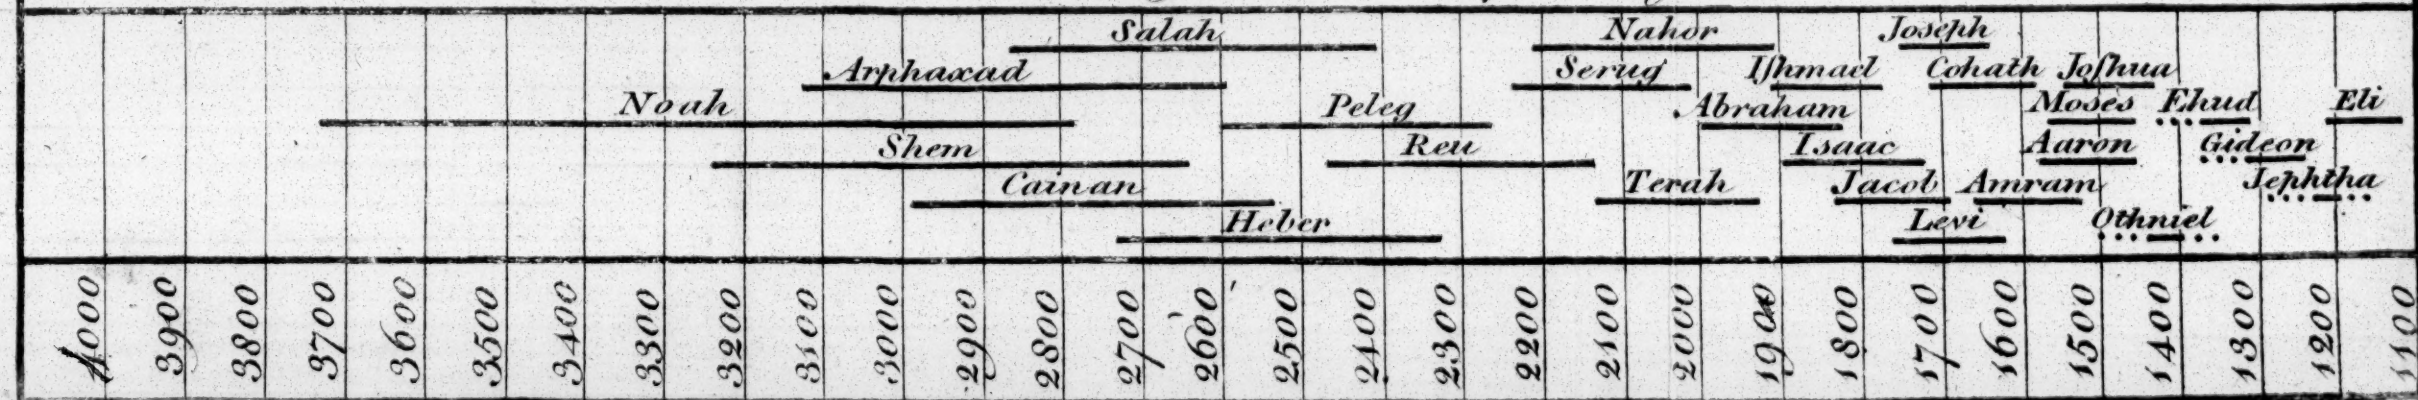 Salah Nahor Joseph
Arphaxad Serug Iſhmael Cohath Joſhua
Noah Peleg Abraham Moses Ehud Eli
Shem Reu Isaac Aaron Gideon
Cainan Terah Jacob Amram Jephtha
Heber Levi Othniel
4000 3900 3800 3700 3600 3500 3400 3300 3200 3100 3000 2900 2800 2700 2600 2500 2400 2300 2200 2100 2000 1900 1800 1700 1600 1500 1400 1300 1200 1100